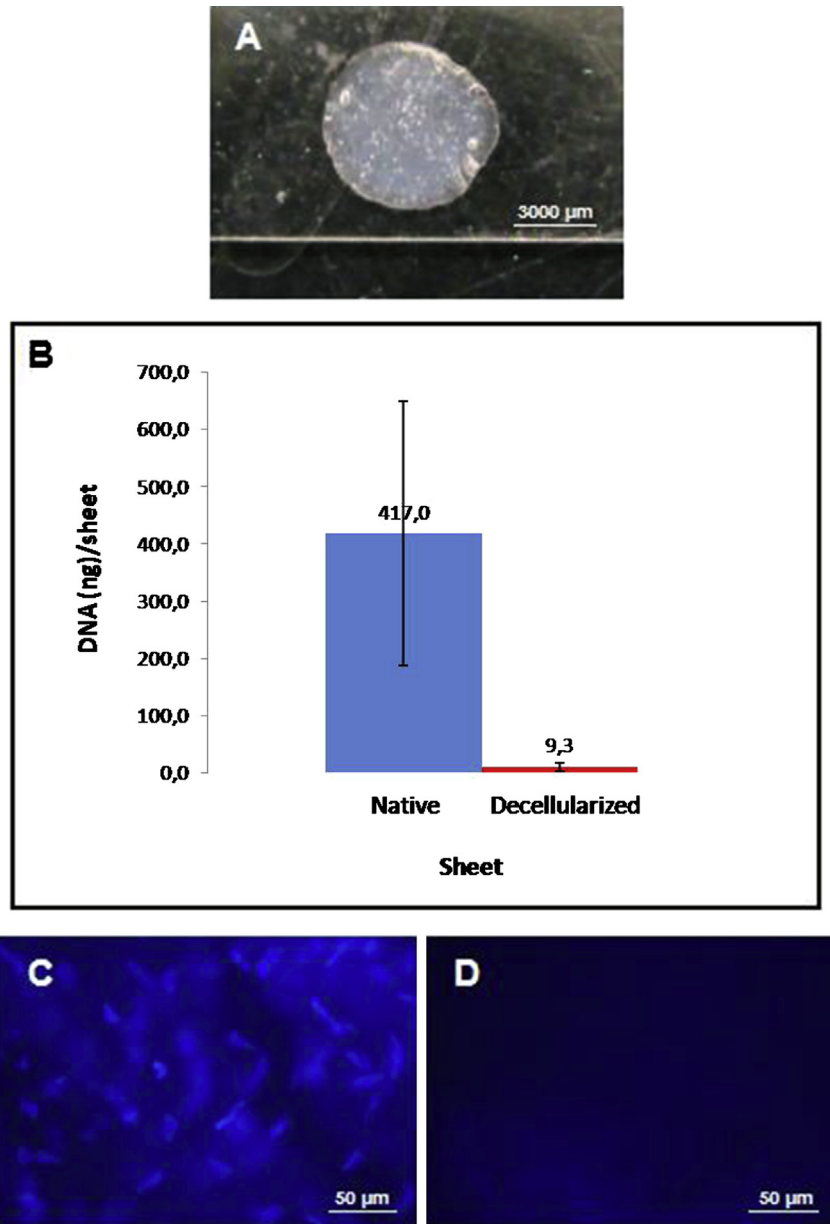 A
3000 µm
B
700,0
600,0
500,0
400,0
300,0
200,0
100,0
0,0
DNA (ng)/sheet
417,0
9,3
Native Decellularized
Sheet
C D
50 µm 50 µm